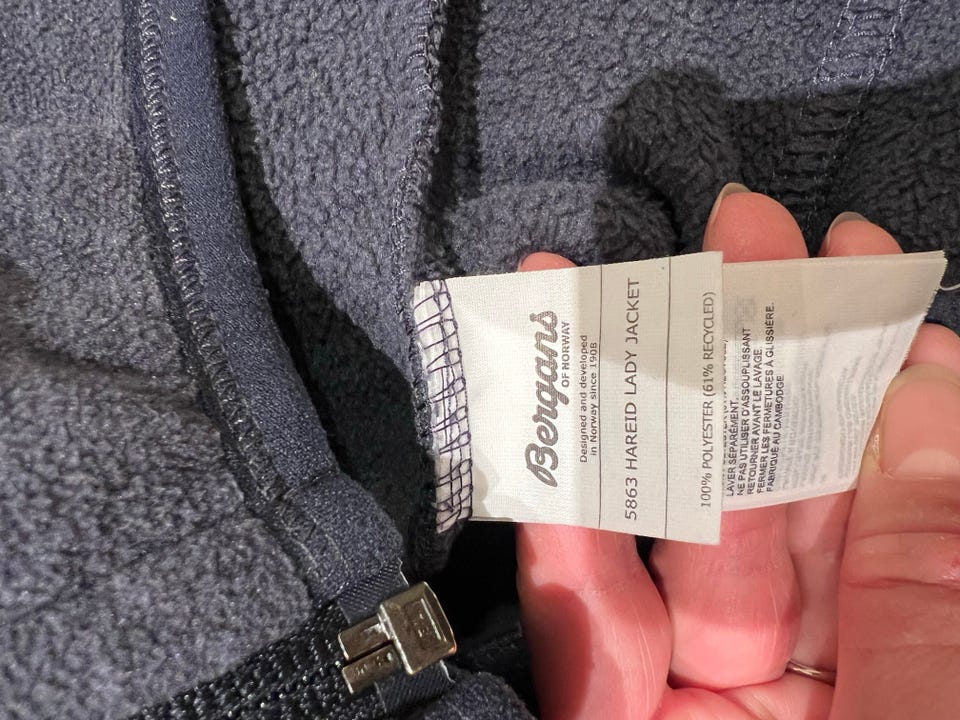 Bergans
OF NORWAY
Designed and developed
in Norway since 1908
5863 HAREID LADY JACKET
100% POLYESTER (61% RECYCLED)
LAVER SÉPARÉMENT.
NE PAS UTILISER D'ASSOUPLISSANT
RETOURNER AVANT LE LAVAGE.
FERMER LES FERMETURES À GLISSIÈRE.
FABRIQUÉ AU CAMBODGE